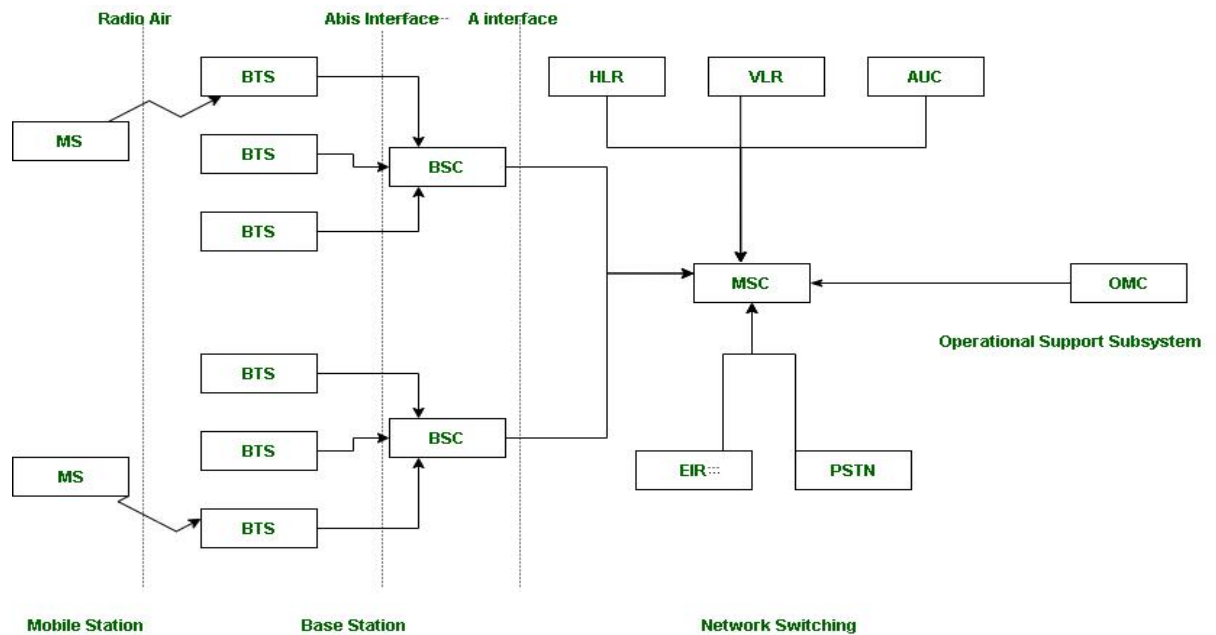 Radio Air Abis Interface A interface
BTS HLR VLR AUC
MS
BTS BSC
BTS
MSC OMC
Operational Support Subsystem
BTS
BTS BSC
MS EIR PSTN
BTS
Mobile Station Base Station Network Switching